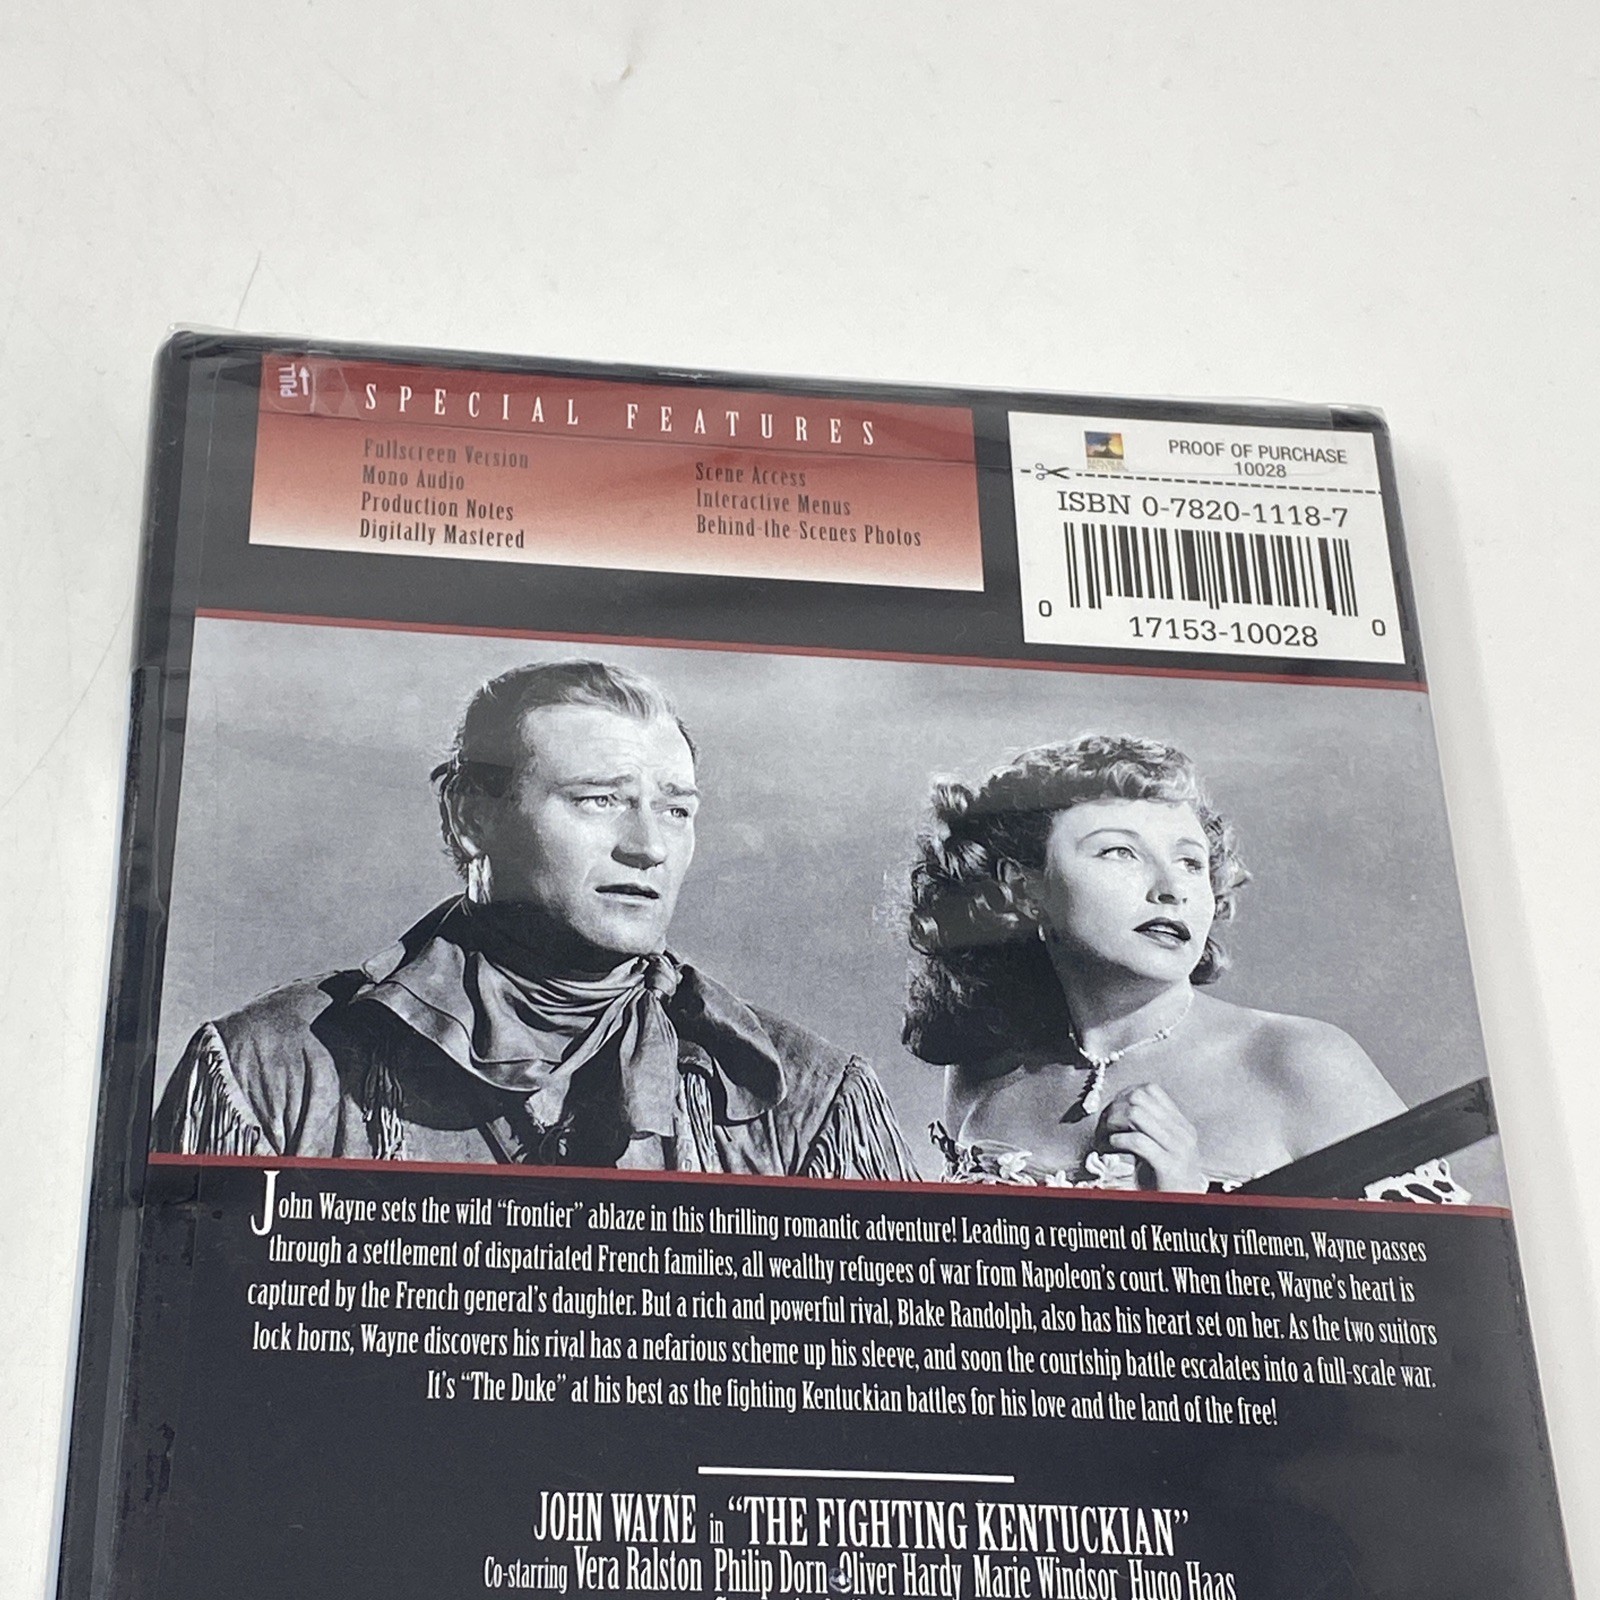 PULL
SPECIAL FEATURES
Fullscreen Version
Mono Audio
Production Notes
Digitally Mastered
Scene Access
Interactive Menus
Behind-the-Scenes Photos
PROOF OF PURCHASE
10028
ISBN 0-7820-1118-7
0 17153-10028 0
John Wayne sets the wild “frontier” ablaze in this thrilling romantic adventure! Leading a regiment of Kentucky riflemen, Wayne passes
through a settlement of dispatriated French families, all wealthy refugees of war from Napoleon’s court. When there, Wayne’s heart is
captured by the French general’s daughter. But a rich and powerful rival, Blake Randolph, also has his heart set on her. As the two suitors
lock horns, Wayne discovers his rival has a nefarious scheme up his sleeve, and soon the courtship battle escalates into a full-scale war.
It’s “The Duke” at his best as the fighting Kentuckian battles for his love and the land of the free!
JOHN WAYNE in “THE FIGHTING KENTUCKIAN”
Co-starring Vera Ralston Philip Dorn Oliver Hardy Marie Windsor Hugo Haas